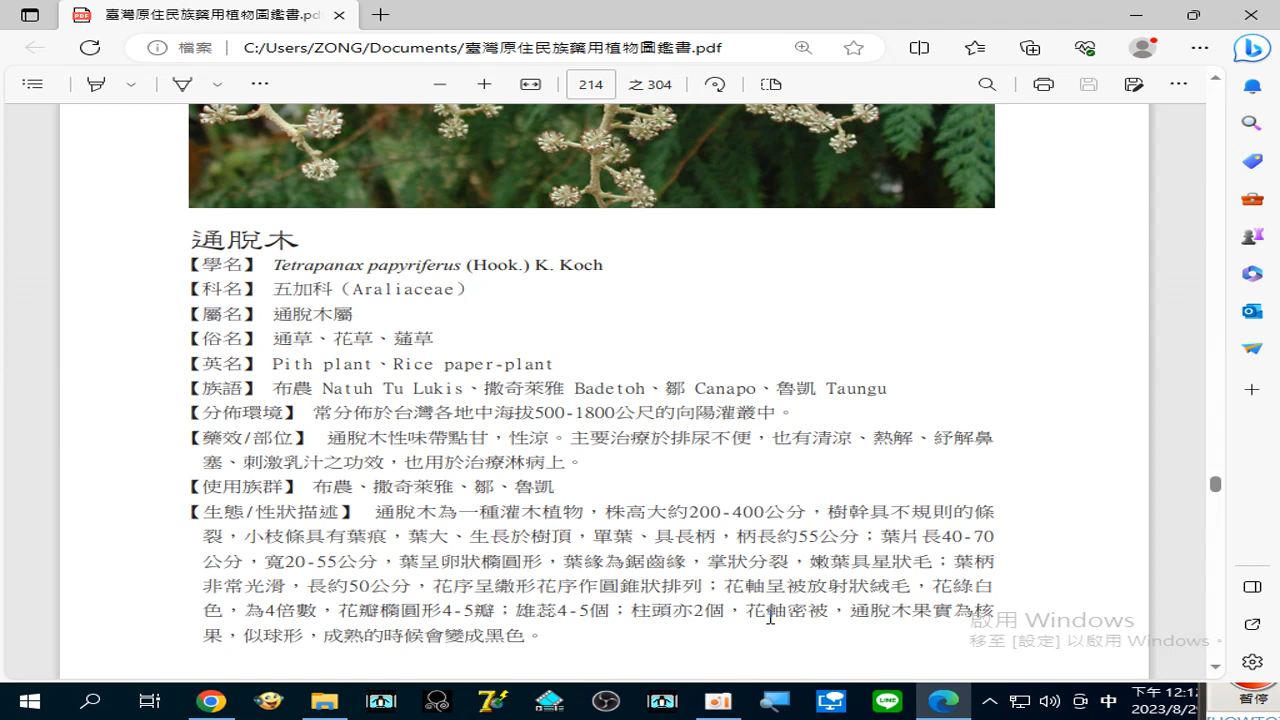 臺灣原住民族藥用植物圖鑑書.pd
檔案
C:/Users/ZONG/Documents/臺灣原住民族藥用植物圖鑑書.pdf
214
之 304
通脫木
【學名】 Tetrapanax papyriferus (Hook.) K. Koch
【科名】 五加科（Araliaceae）
【屬名】 通脫木屬
【俗名】 通草、花草、蓪草
【英名】 Pith plant、Rice paper-plant
【族語】 布農 Natuh Tu Lukis、撒奇萊雅 Badetoh、鄒 Canapo、魯凱 Taungu
【分佈環境】 常分佈於台灣各地中海拔500-1800公尺的向陽灌叢中。
【藥效/部位】 通脫木性味帶點甘，性涼。主要治療於排尿不便，也有清涼、熱解、紓解鼻
塞、刺激乳汁之功效，也用於治療淋病上。
【使用族群】 布農、撒奇萊雅、鄒、魯凱
【生態/性狀描述】 通脫木為一種灌木植物，株高大約200-400公分，樹幹具不規則的條
裂，小枝條具有葉痕，葉大、生長於樹頂，單葉、具長柄，柄長約55公分；葉片長40-70
公分，寬20-55公分，葉呈卵狀橢圓形，葉緣為鋸齒緣，掌狀分裂，嫩葉具星狀毛；葉柄
非常光滑，長約50公分，花序呈繖形花序作圓錐狀排列；花軸呈被放射狀絨毛，花綠白
色，為4倍數，花瓣橢圓形4-5瓣；雄蕊4-5個；柱頭亦2個，花軸密被，通脫木果實為核
果，似球形，成熟的時候會變成黑色。
啟用 Windows
移至 [設定] 以啟用 Windows。
中
下午 12:12
2023/8/2
暫停